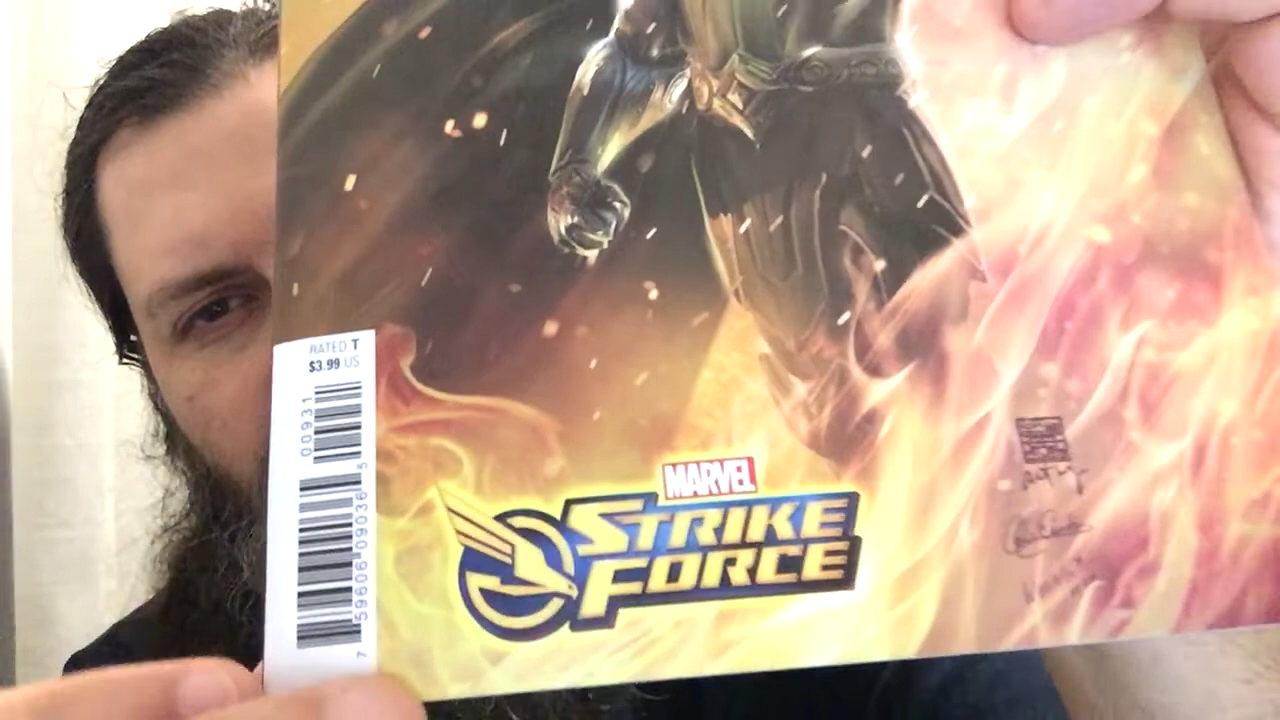 RATED T
$3.99 US
00931
7 59606 09036 5
MARVEL
STRIKE
FORCE